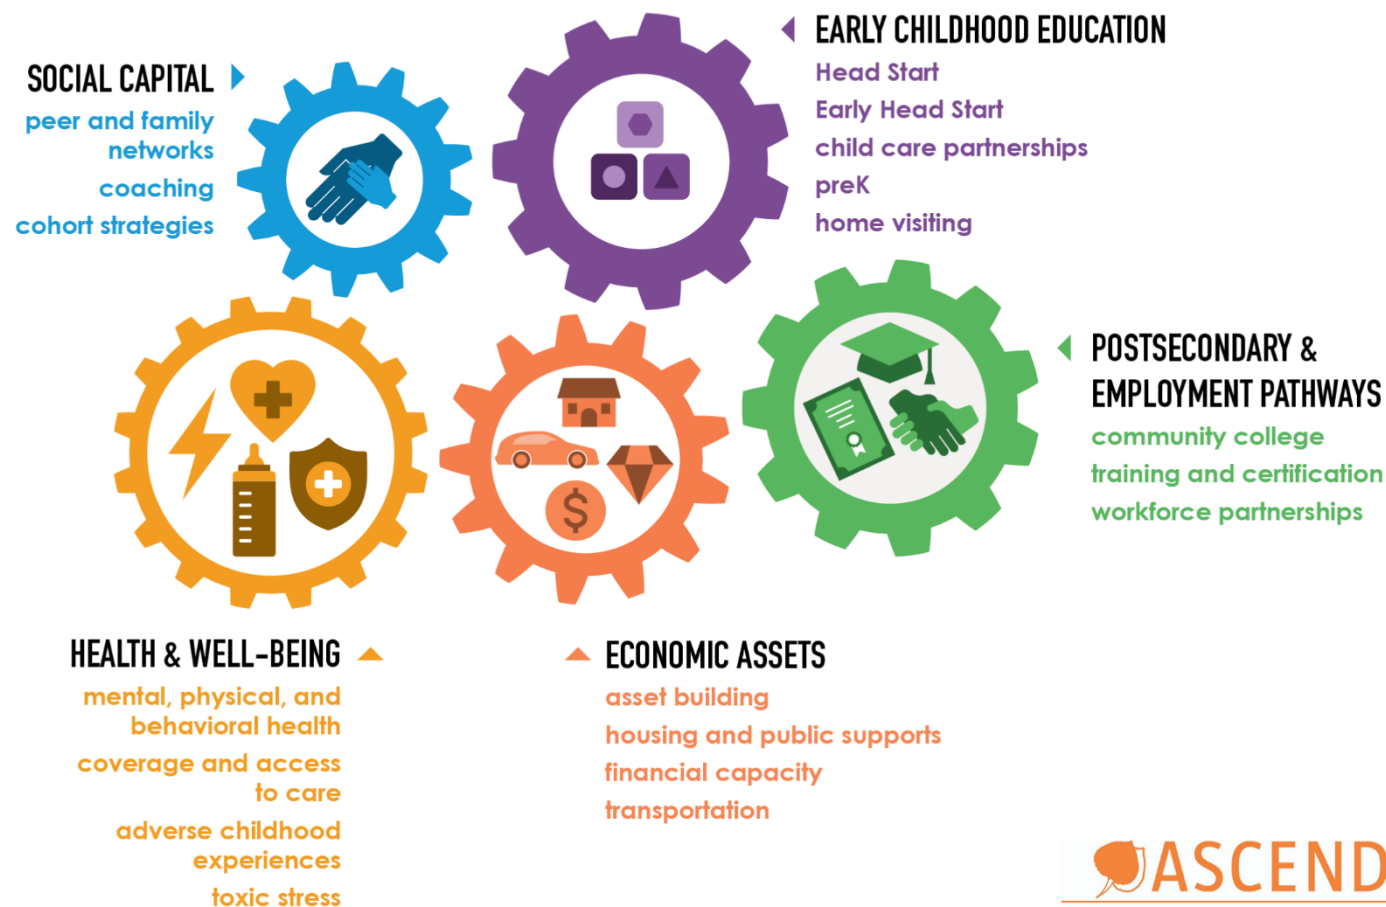 SOCIAL CAPITAL
peer and family
networks
coaching
cohort strategies
EARLY CHILDHOOD EDUCATION
Head Start
Early Head Start
child care partnerships
preK
home visiting
POSTSECONDARY &
EMPLOYMENT PATHWAYS
community college
training and certification
workforce partnerships
$
HEALTH & WELL-BEING
mental, physical, and
behavioral health
coverage and access
to care
adverse childhood
experiences
toxic stress
ECONOMIC ASSETS
asset building
housing and public supports
financial capacity
transportation
ASCEND